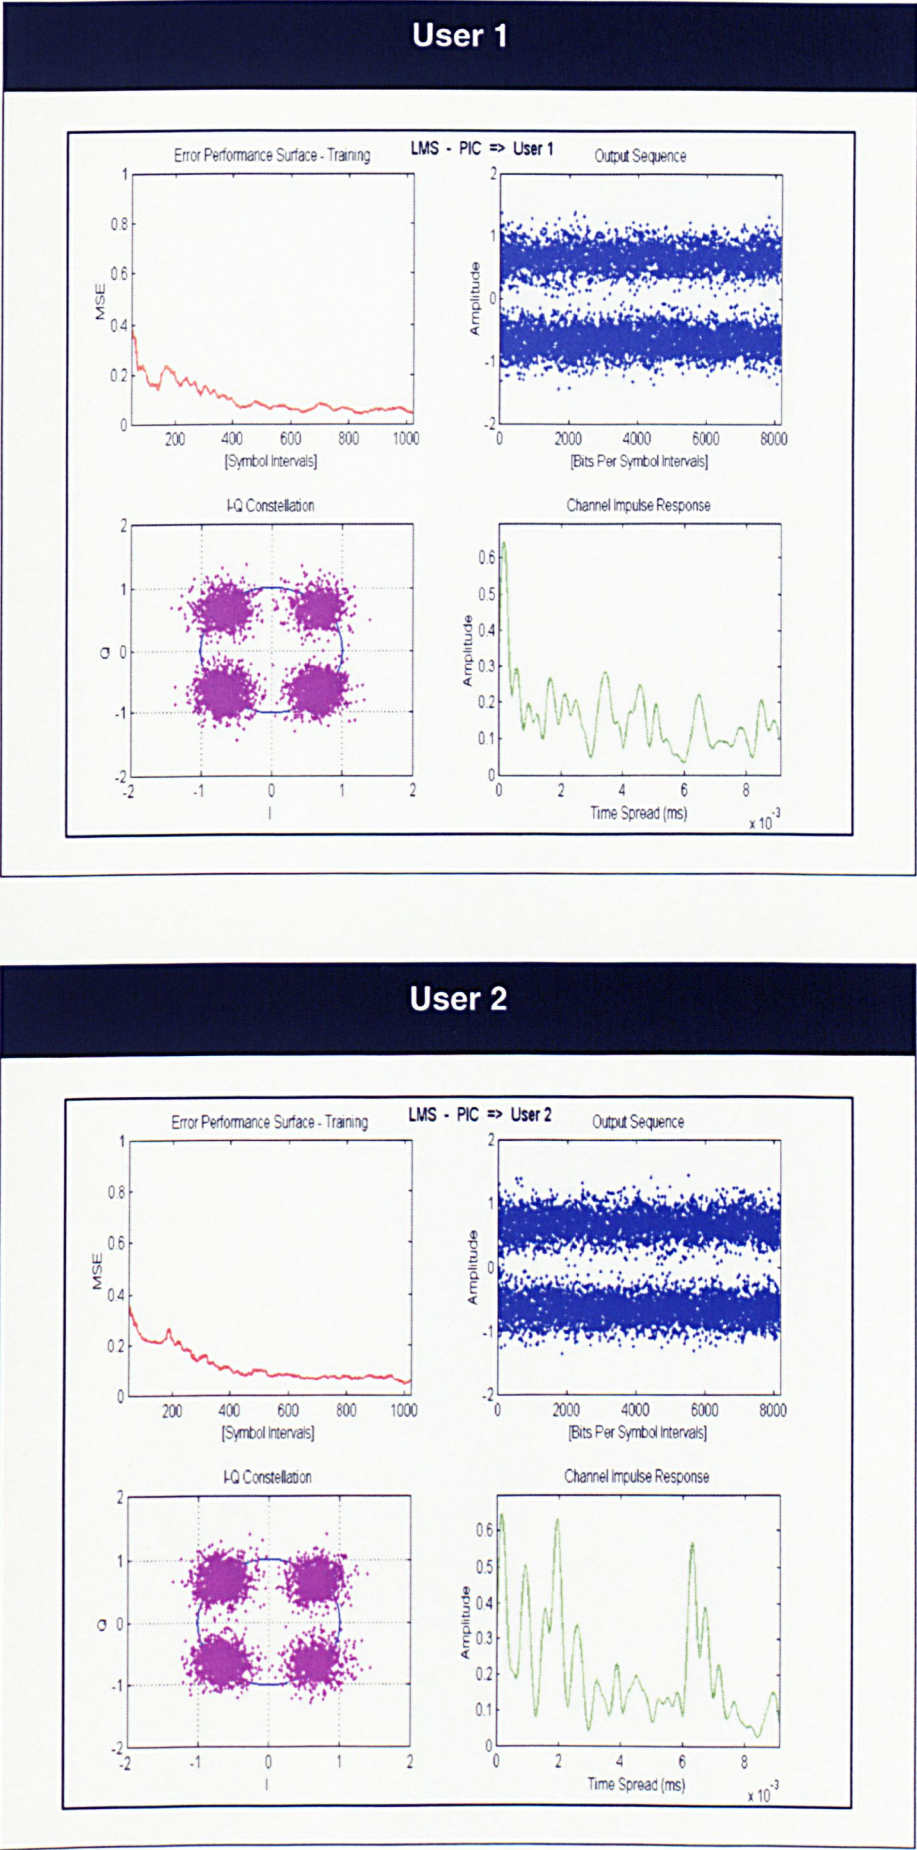 User 1
LMS - PIC => User 1
Error Performance Surface - Training
Output Sequence
1
0.8
0.6
0.4
0.2
0
MSE
200 400 600 800 1000
[Symbol Intervals]
2
1
0
-1
-2
Amplitude
0 2000 4000 6000 8000
[Bits Per Symbol Intervals]
I-Q Constellation
Channel Impulse Response
2
1
0
-1
-2
Q
-2 -1 0 1 2
I
0.6
0.5
0.4
0.3
0.2
0.1
0
Amplitude
0 2 4 6 8
Time Spread (ms)
x 10-3
User 2
LMS - PIC => User 2
Error Performance Surface - Training
Output Sequence
1
0.8
0.6
0.4
0.2
0
MSE
200 400 600 800 1000
[Symbol Intervals]
2
1
0
-1
-2
Amplitude
0 2000 4000 6000 8000
[Bits Per Symbol Intervals]
I-Q Constellation
Channel Impulse Response
2
1
0
-1
-2
Q
-2 -1 0 1 2
I
0.6
0.5
0.4
0.3
0.2
0.1
0
Amplitude
0 2 4 6 8
Time Spread (ms)
x 10-3